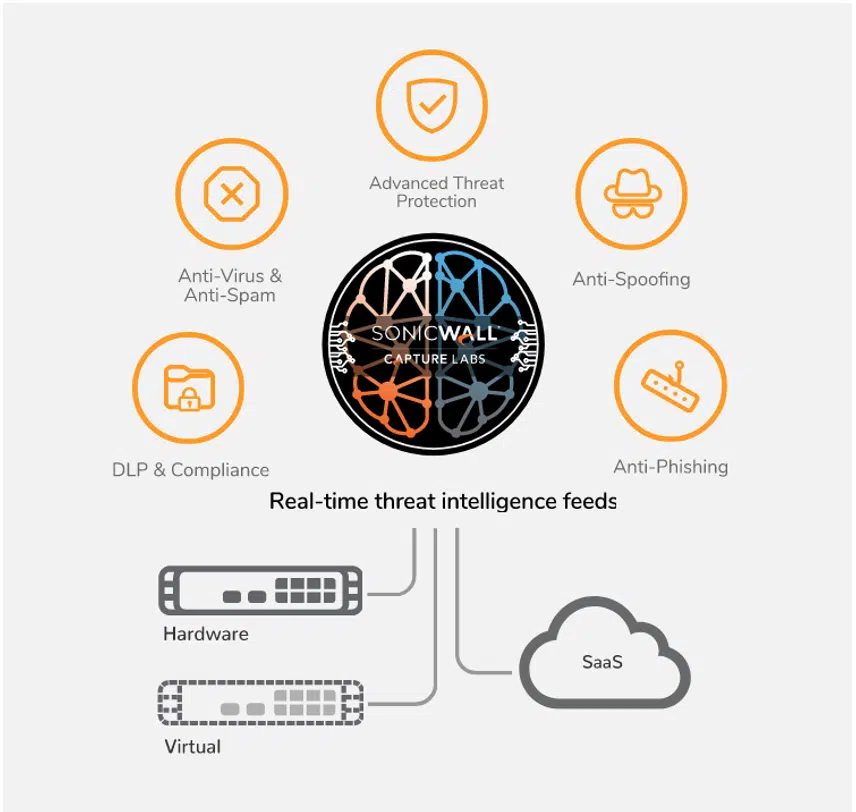 Advanced Threat
Protection
Anti-Virus &
Anti-Spam
Anti-Spoofing
SONICWALL
CAPTURE LABS
DLP & Compliance
Anti-Phishing
Real-time threat intelligence feeds
Hardware
SaaS
Virtual